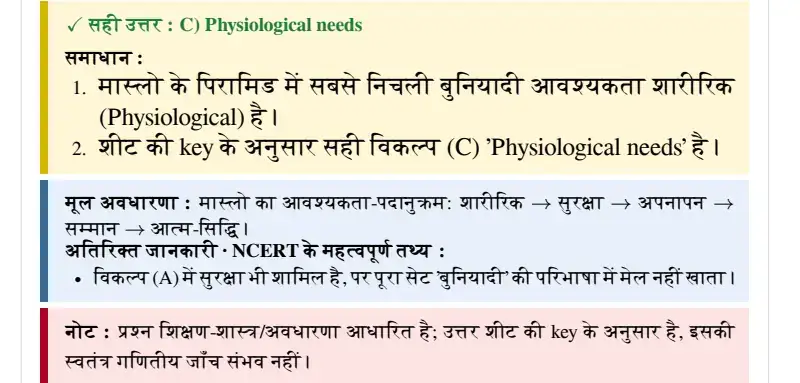 ✓ सही उत्तर : C) Physiological needs
समाधान :
1. मास्लो के पिरामिड में सबसे निचली बुनियादी आवश्यकता शारीरिक
(Physiological) है।
2. शीट की key के अनुसार सही विकल्प (C) ’Physiological needs’ है।
मूल अवधारणा : मास्लो का आवश्यकता-पदानुक्रम: शारीरिक → सुरक्षा → अपनापन →
सम्मान → आत्म-सिद्धि।
अतिरिक्त जानकारी · NCERT के महत्वपूर्ण तथ्य :
• विकल्प (A) में सुरक्षा भी शामिल है, पर पूरा सेट ’बुनियादी’ की परिभाषा में मेल नहीं खाता।
नोट : प्रश्न शिक्षण-शास्त्र/अवधारणा आधारित है; उत्तर शीट की key के अनुसार है, इसकी
स्वतंत्र गणितीय जाँच संभव नहीं।